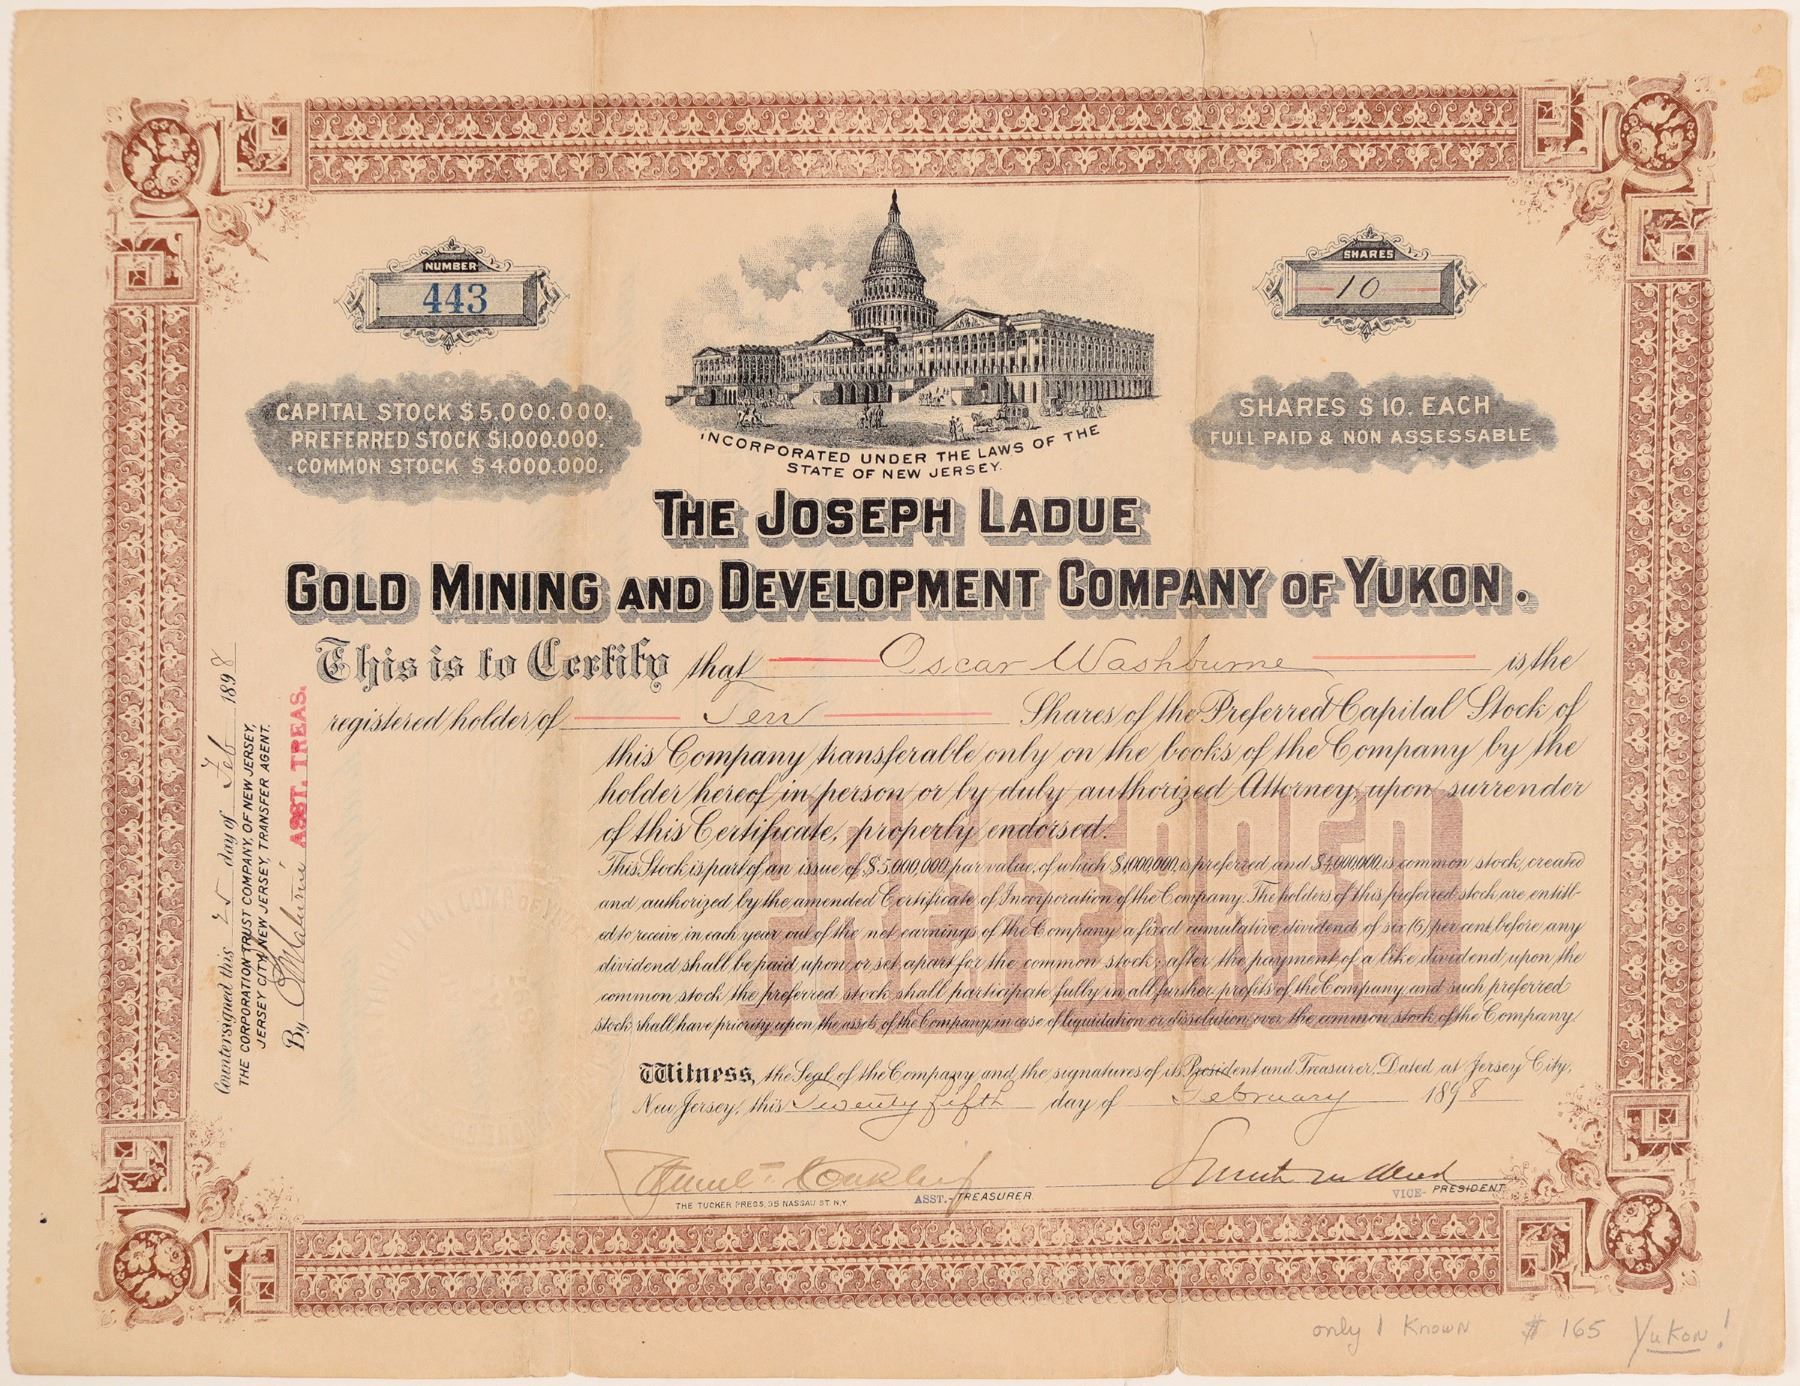 NUMBER
443
SHARES
10
CAPITAL STOCK $5,000,000.
PREFERRED STOCK $1,000,000.
COMMON STOCK $4,000,000.
SHARES $10. EACH
FULL PAID & NON ASSESSABLE
INCORPORATED UNDER THE LAWS OF THE
STATE OF NEW JERSEY.
THE JOSEPH LADUE
GOLD MINING AND DEVELOPMENT COMPANY OF YUKON.
This is to Certify that Oscar Washburne is the
registered holder of Ten Shares of the Preferred Capital Stock of
this Company transferable only on the books of the Company by the
holder hereof in person or by duly authorized Attorney, upon surrender
of this Certificate, properly endorsed.
This Stock is part of an issue of $5,000,000, par value, of which $1,000,000, is preferred and $4,000,000, is common stock, created
and authorized by the amended Certificate of Incorporation of the Company. The holders of this preferred stock are entitl-
ed to receive in each year out of the net earnings of the Company a fixed cumulative dividend of six (6) per cent, before any
dividend shall be paid upon, or set apart for the common stock; after the payment of a like dividend upon, the
common stock, the preferred stock shall participate fully in all further profits of the Company, and such preferred
stock, shall have priority upon the assets of the Company, in case of liquidation or dissolution over the common stock of the Company.
PREFERRED
Witness, the Seal of the Company and the signatures of its President and Treasurer. Dated at Jersey City,
New Jersey, this Twenty fifth day of February 1898
ASST.-TREASURER
VICE-PRESIDENT
THE TUCKER PRESS, 95 NASSAU ST N.Y
Countersigned this 25 day of Feb 1898
THE CORPORATION TRUST COMPANY, OF NEW JERSEY,
JERSEY CITY, NEW JERSEY, TRANSFER AGENT.
By ASST. TREAS.
only 1 Known $165 Yukon!